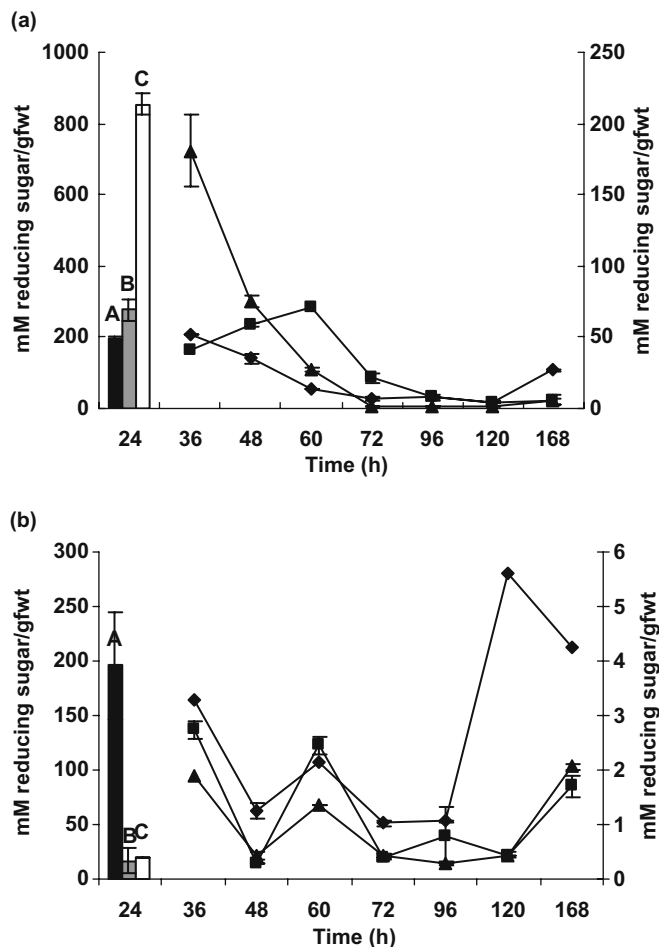 (a)
mM reducing sugar/gfwt
1000
800
600
400
200
0
A
B
C
250
200
150
100
50
0
mM reducing sugar/gfwt
24 36 48 60 72 96 120 168
Time (h)
(b)
mM reducing sugar/gfwt
300
250
200
150
100
50
0
A
B
C
6
5
4
3
2
1
0
mM reducing sugar/gfwt
24 36 48 60 72 96 120 168
Time (h)